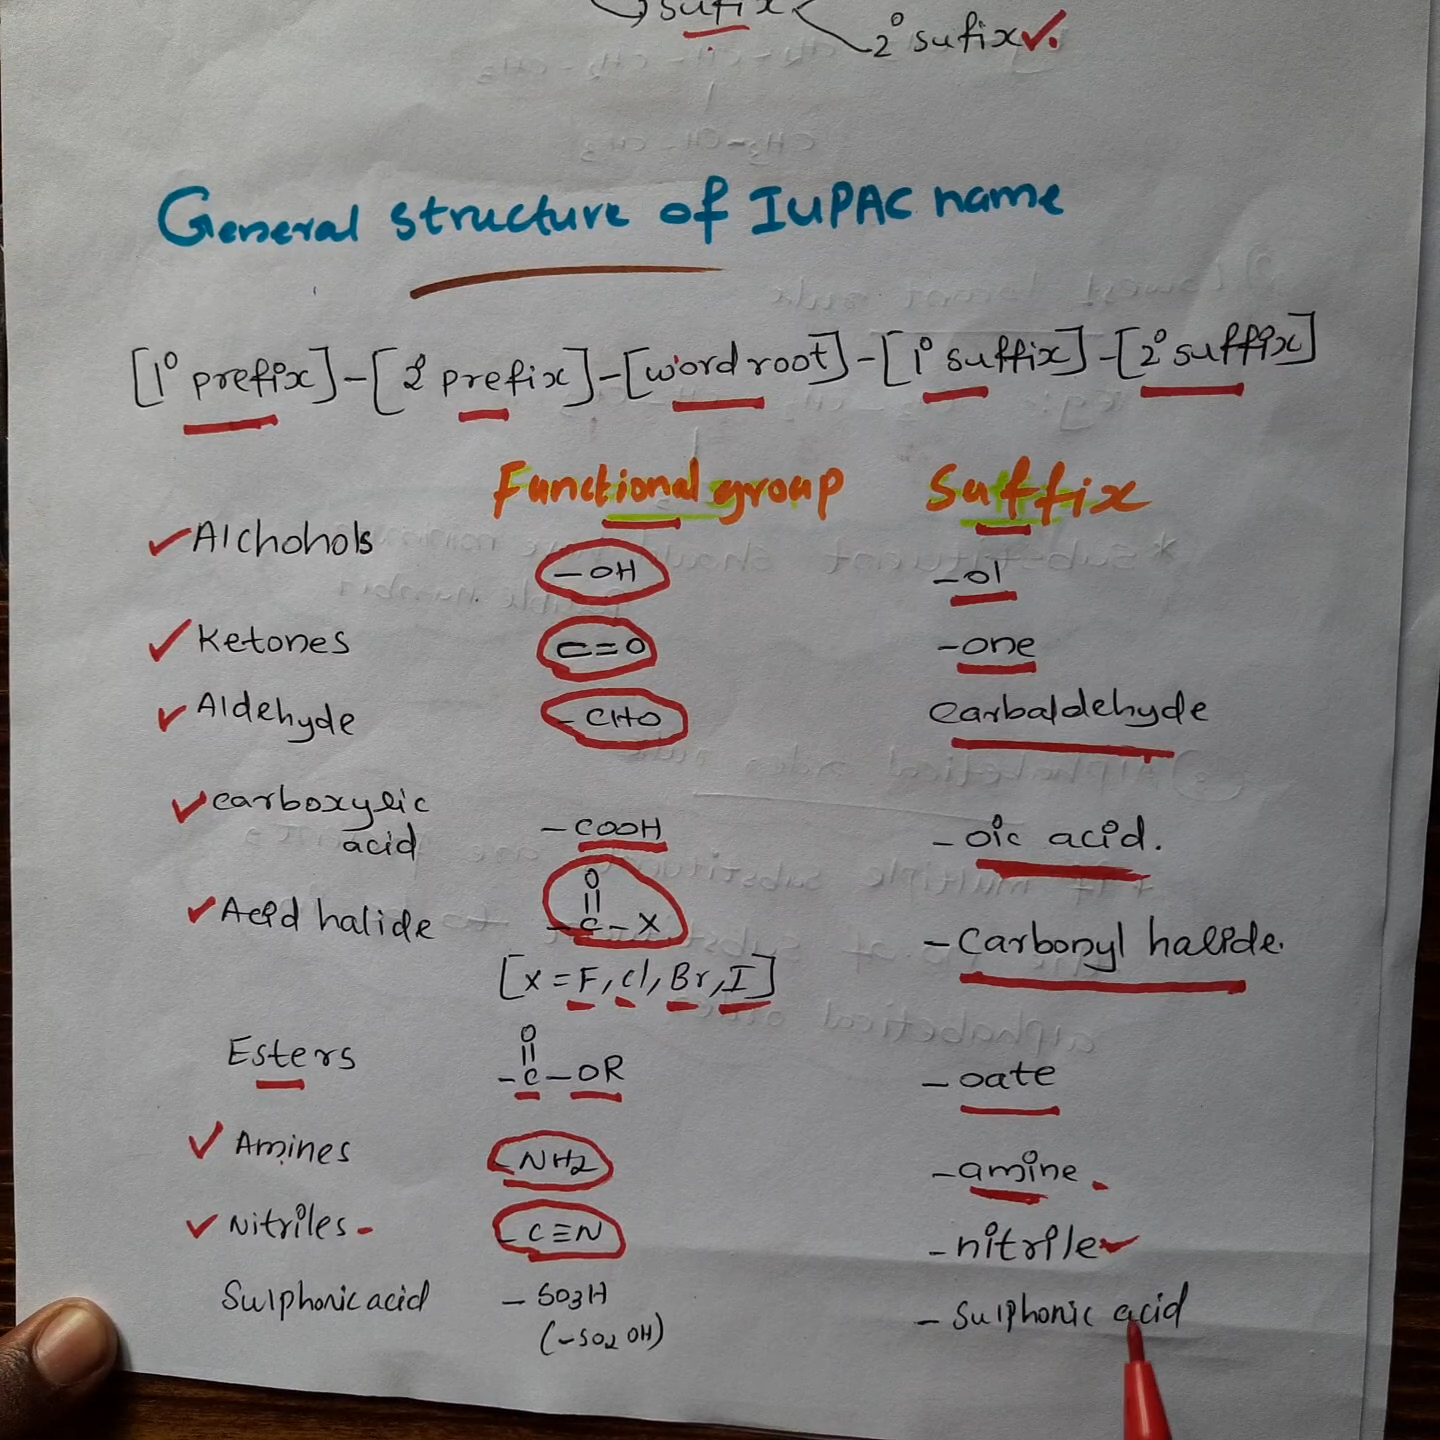 sufix
2° sufix
General structure of IUPAC name
[1° prefix]-[2° prefix]-[word root]-[1° suffix]-[2° suffix]
Functional group Suffix
Alchohols -OH -ol
Ketones C=O -one
Aldehyde -CHO Carbaldehyde
carboxylic
acid -COOH -oic acid.
O
||
Acid halide -C-X -Carbonyl halide.
[X = F, Cl, Br, I]
O
||
Esters -C-OR -oate
Amines -NH2 -amine
Nitriles -C≡N -nitrile
Sulphonic acid -SO3H -Sulphonic acid
(-SO2OH)